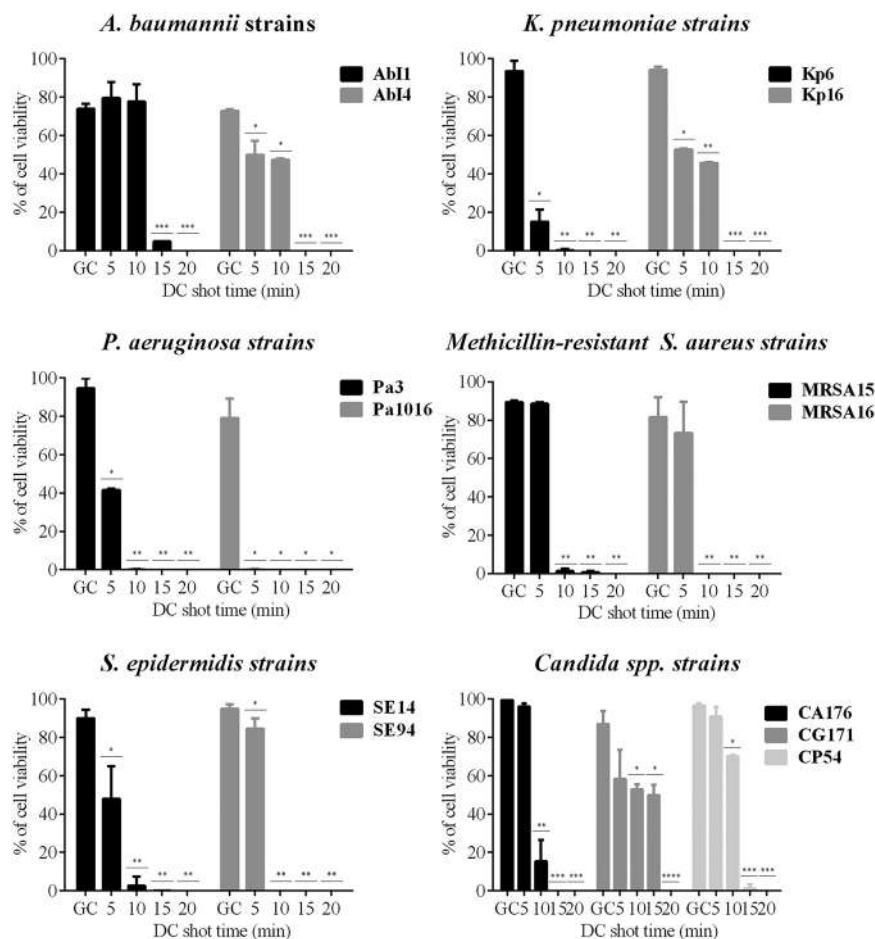 A. baumannii strains
100
80
60
40
20
0
% of cell viability
AbI1
AbI4
* *
*** *** *** ***
GC 5 10 15 20 GC 5 10 15 20
DC shot time (min)
K. pneumoniae strains
100
80
60
40
20
0
% of cell viability
Kp6
Kp16
* **
* ** ** ** *** ***
GC 5 10 15 20 GC 5 10 15 20
DC shot time (min)
P. aeruginosa strains
100
80
60
40
20
0
% of cell viability
Pa3
Pa1016
*
** ** ** * * * *
GC 5 10 15 20 GC 5 10 15 20
DC shot time (min)
Methicillin-resistant S. aureus strains
100
80
60
40
20
0
% of cell viability
MRSA15
MRSA16
** ** ** ** ** **
GC 5 10 15 20 GC 5 10 15 20
DC shot time (min)
S. epidermidis strains
100
80
60
40
20
0
% of cell viability
SE14
SE94
* *
** ** ** ** ** **
GC 5 10 15 20 GC 5 10 15 20
DC shot time (min)
Candida spp. strains
100
80
60
40
20
0
% of cell viability
CA176
CG171
CP54
* * *
**
*** *** **** *** ***
GC5 101520 GC5 101520 GC5 101520
DC shot time (min)